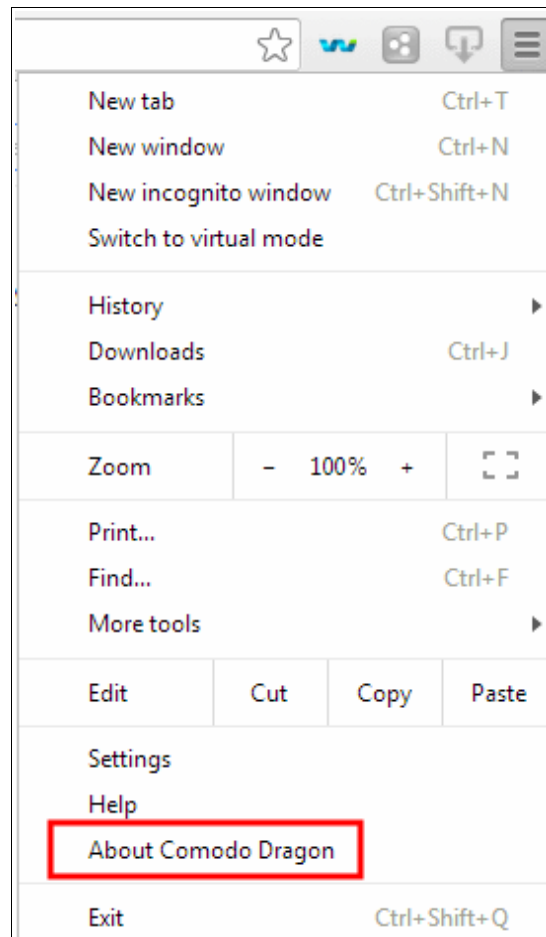 New tab Ctrl+T
New window Ctrl+N
New incognito window Ctrl+Shift+N
Switch to virtual mode
History
Downloads Ctrl+J
Bookmarks
Zoom − 100% +
Print... Ctrl+P
Find... Ctrl+F
More tools
Edit Cut Copy Paste
Settings
Help
About Comodo Dragon
Exit Ctrl+Shift+Q